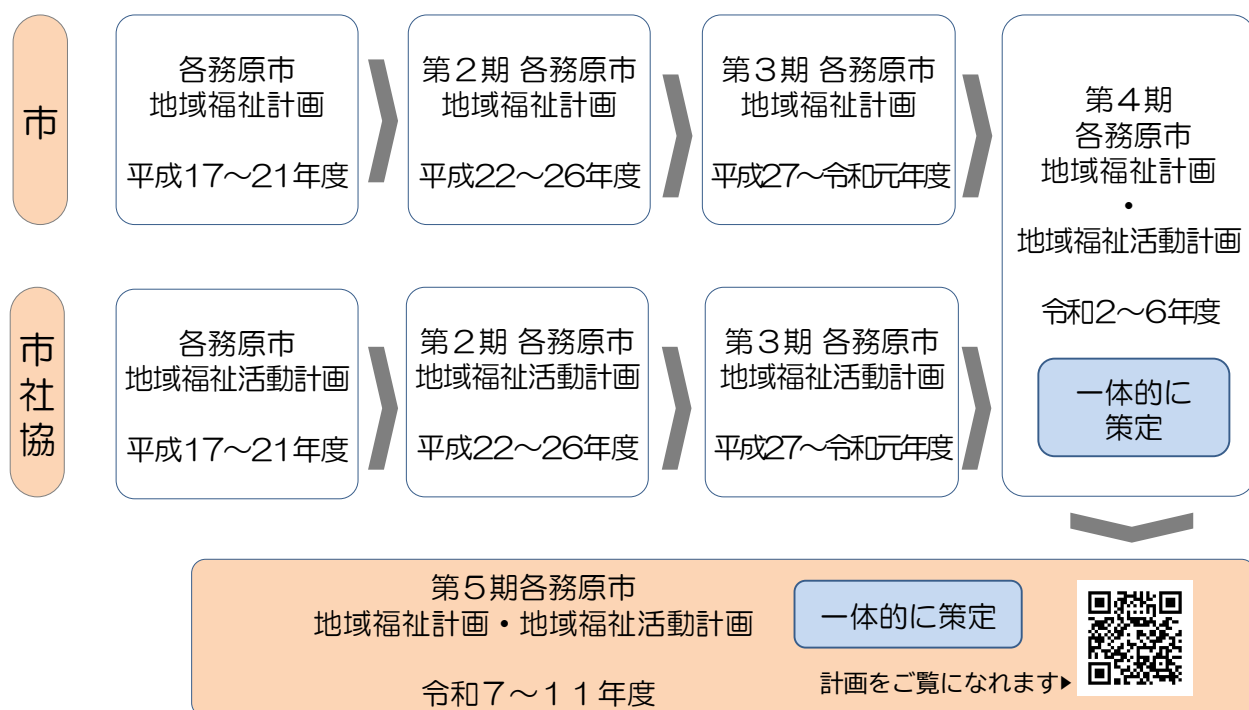 市
各務原市
地域福祉計画
平成17～21年度
第２期 各務原市
地域福祉計画
平成22～26年度
第３期 各務原市
地域福祉計画
平成27～令和元年度
市社協
各務原市
地域福祉活動計画
平成17～21年度
第２期 各務原市
地域福祉活動計画
平成22～26年度
第３期 各務原市
地域福祉活動計画
平成27～令和元年度
第４期
各務原市
地域福祉計画
・
地域福祉活動計画
令和２～６年度
一体的に
策定
第５期各務原市
地域福祉計画・地域福祉活動計画
令和７～１１年度
一体的に策定
計画をご覧になれます▶